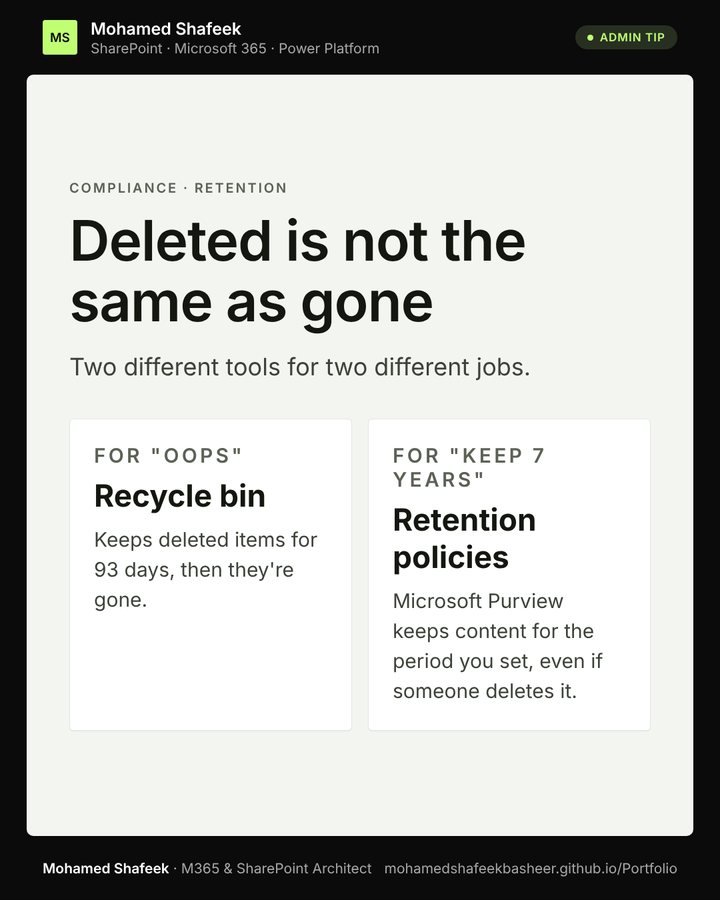 MS
Mohamed Shafeek
SharePoint · Microsoft 365 · Power Platform
ADMIN TIP
COMPLIANCE · RETENTION
Deleted is not the
same as gone
Two different tools for two different jobs.
FOR "OOPS"
Recycle bin
Keeps deleted items for
93 days, then they're
gone.
FOR "KEEP 7
YEARS"
Retention
policies
Microsoft Purview
keeps content for the
period you set, even if
someone deletes it.
Mohamed Shafeek · M365 & SharePoint Architect
mohamedshafeekbasheer.github.io/Portfolio